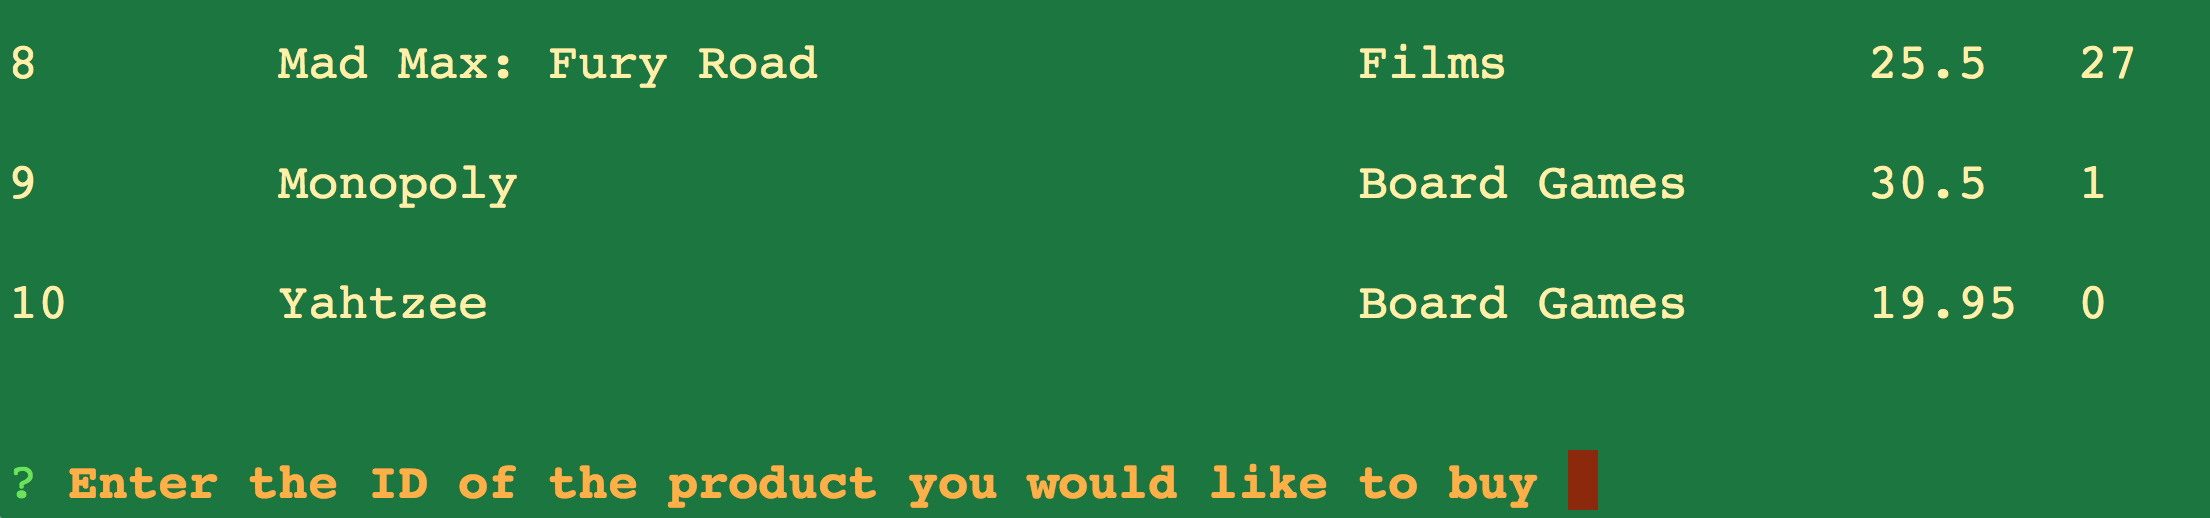 8 Mad Max: Fury Road Films 25.5 27
9 Monopoly Board Games 30.5 1
10 Yahtzee Board Games 19.95 0
? Enter the ID of the product you would like to buy